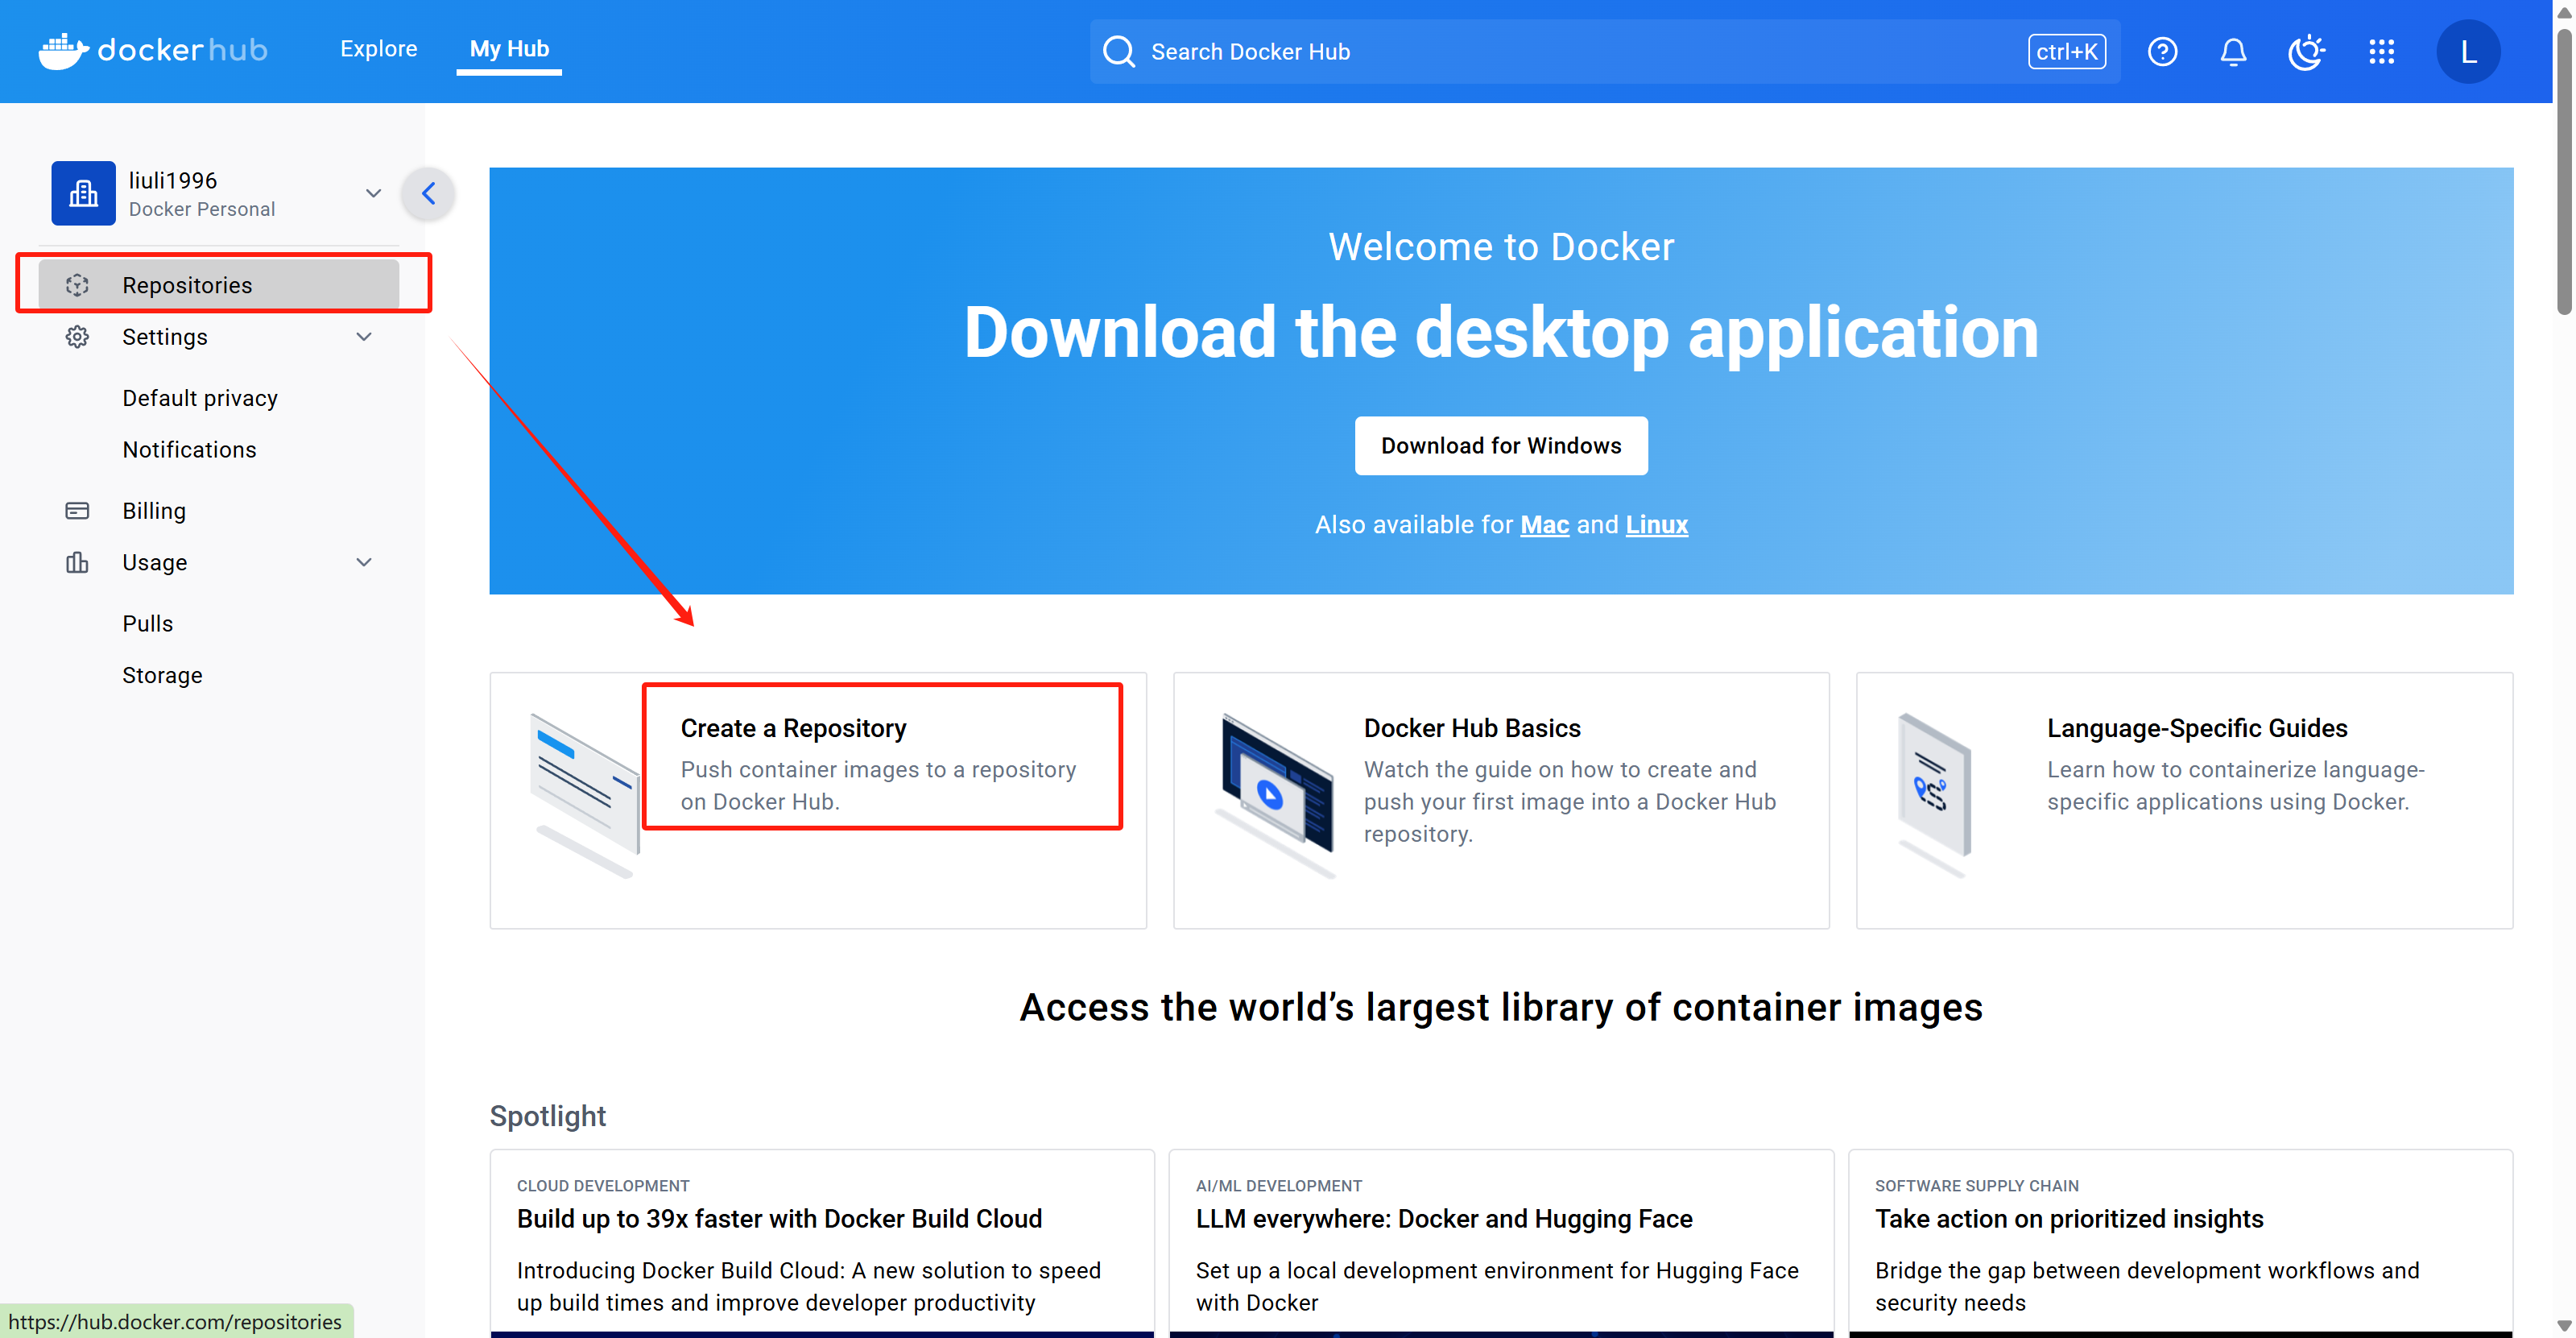 dockerhub
Explore
My Hub
Search Docker Hub
ctrl+K
L
liuli1996
Docker Personal
Repositories
Settings
Default privacy
Notifications
Billing
Usage
Pulls
Storage
Welcome to Docker
Download the desktop application
Download for Windows
Also available for Mac and Linux
Create a Repository
Push container images to a repository
on Docker Hub.
Docker Hub Basics
Watch the guide on how to create and
push your first image into a Docker Hub
repository.
Language-Specific Guides
Learn how to containerize language-
specific applications using Docker.
Access the world’s largest library of container images
Spotlight
CLOUD DEVELOPMENT
Build up to 39x faster with Docker Build Cloud
Introducing Docker Build Cloud: A new solution to speed
up build times and improve developer productivity
AI/ML DEVELOPMENT
LLM everywhere: Docker and Hugging Face
Set up a local development environment for Hugging Face
with Docker
SOFTWARE SUPPLY CHAIN
Take action on prioritized insights
Bridge the gap between development workflows and
security needs
https://hub.docker.com/repositories